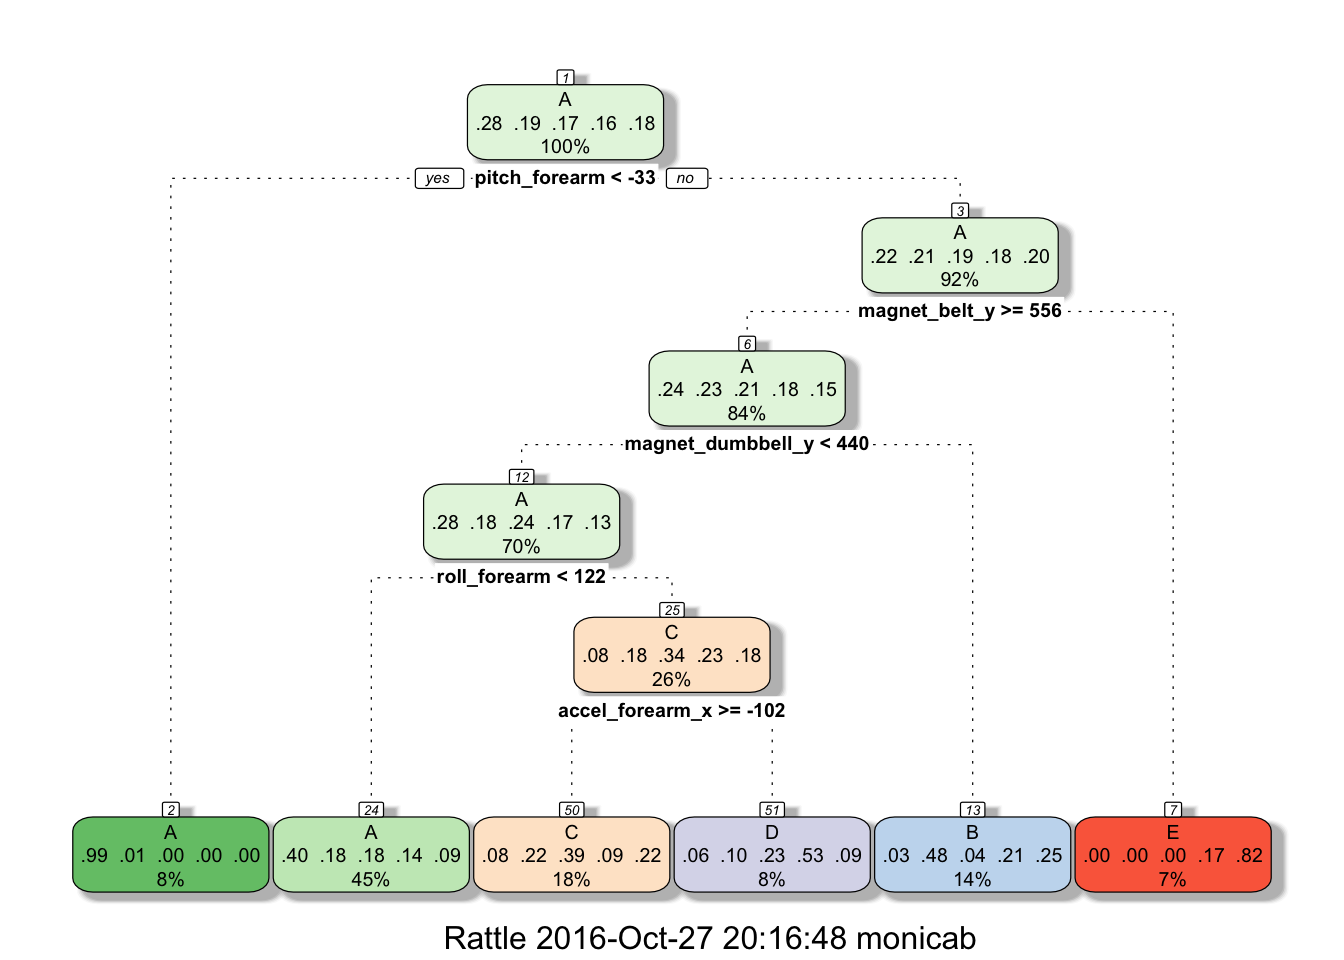 1
A
.28 .19 .17 .16 .18
100%
yes pitch_forearm < -33 no
3
A
.22 .21 .19 .18 .20
92%
magnet_belt_y >= 556
6
A
.24 .23 .21 .18 .15
84%
magnet_dumbbell_y < 440
12
A
.28 .18 .24 .17 .13
70%
roll_forearm < 122
25
C
.08 .18 .34 .23 .18
26%
accel_forearm_x >= -102
2
A
.99 .01 .00 .00 .00
8%
24
A
.40 .18 .18 .14 .09
45%
50
C
.08 .22 .39 .09 .22
18%
51
D
.06 .10 .23 .53 .09
8%
13
B
.03 .48 .04 .21 .25
14%
7
E
.00 .00 .00 .17 .82
7%
Rattle 2016-Oct-27 20:16:48 monicab